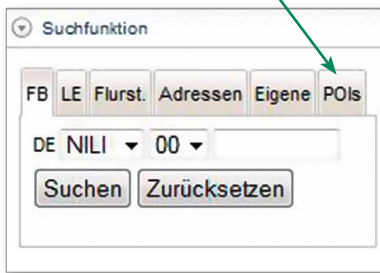 Suchfunktion
FB LE Flurst. Adressen Eigene POIs
DE NILI 00
Suchen Zurücksetzen